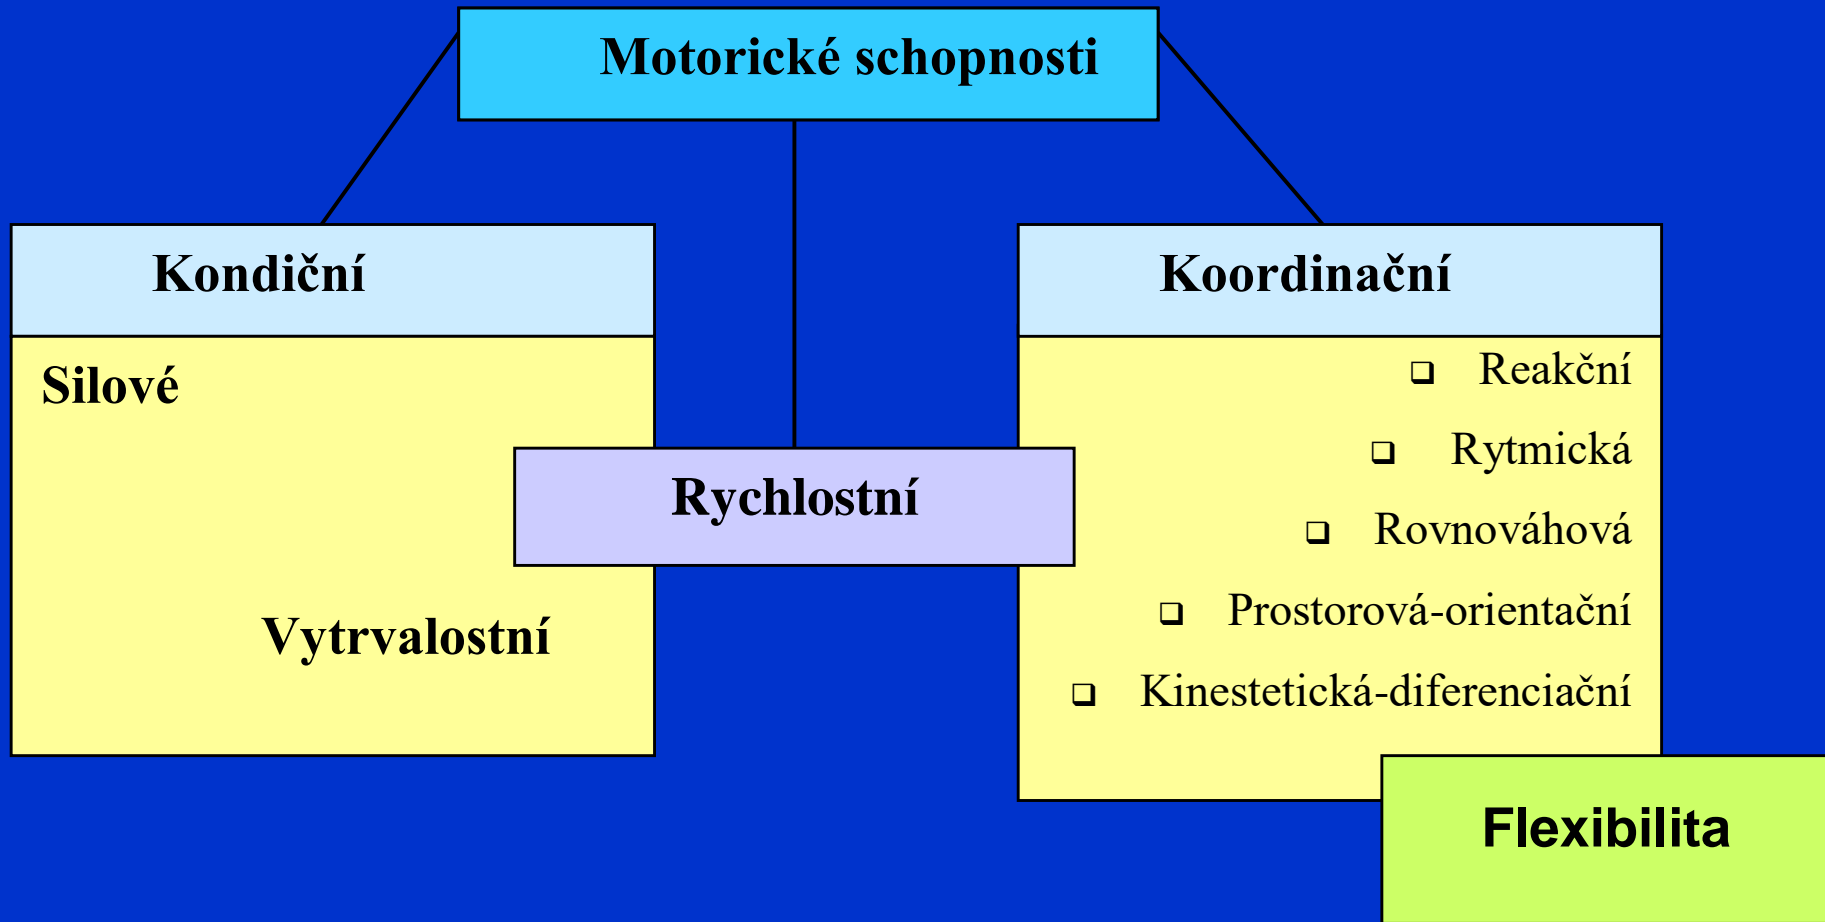 Motorické schopnosti
Kondiční
Silové
Vytrvalostní
Rychlostní
Koordinační
❑ Reakční
❑ Rytmická
❑ Rovnováhová
❑ Prostorová-orientační
❑ Kinestetická-diferenciační
Flexibilita